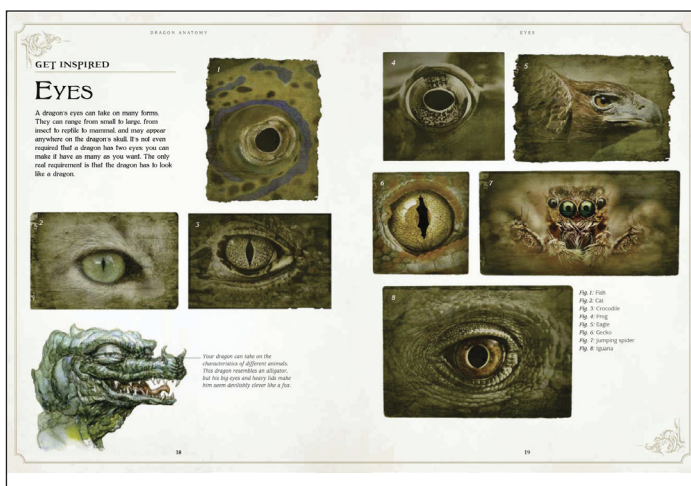 DRAGON ANATOMY
GET INSPIRED
EYES
A dragon's eyes can take on many forms.
They can range from small to large, from
insect to reptile to mammal, and may appear
anywhere on the dragon's skull. It's not even
required that a dragon has two eyes: you can
make it have as many as you want. The only
real requirement is that the dragon has to look
like a dragon.
1
2
3
Your dragon can take on the
characteristics of different animals.
This dragon resembles an alligator,
but his big eyes and heavy lids make
him seem devilishly clever like a fox.
18
EYES
4
5
6
7
8
Fig. 1: Fish
Fig. 2: Cat
Fig. 3: Crocodile
Fig. 4: Frog
Fig. 5: Eagle
Fig. 6: Gecko
Fig. 7: Jumping spider
Fig. 8: Iguana
19